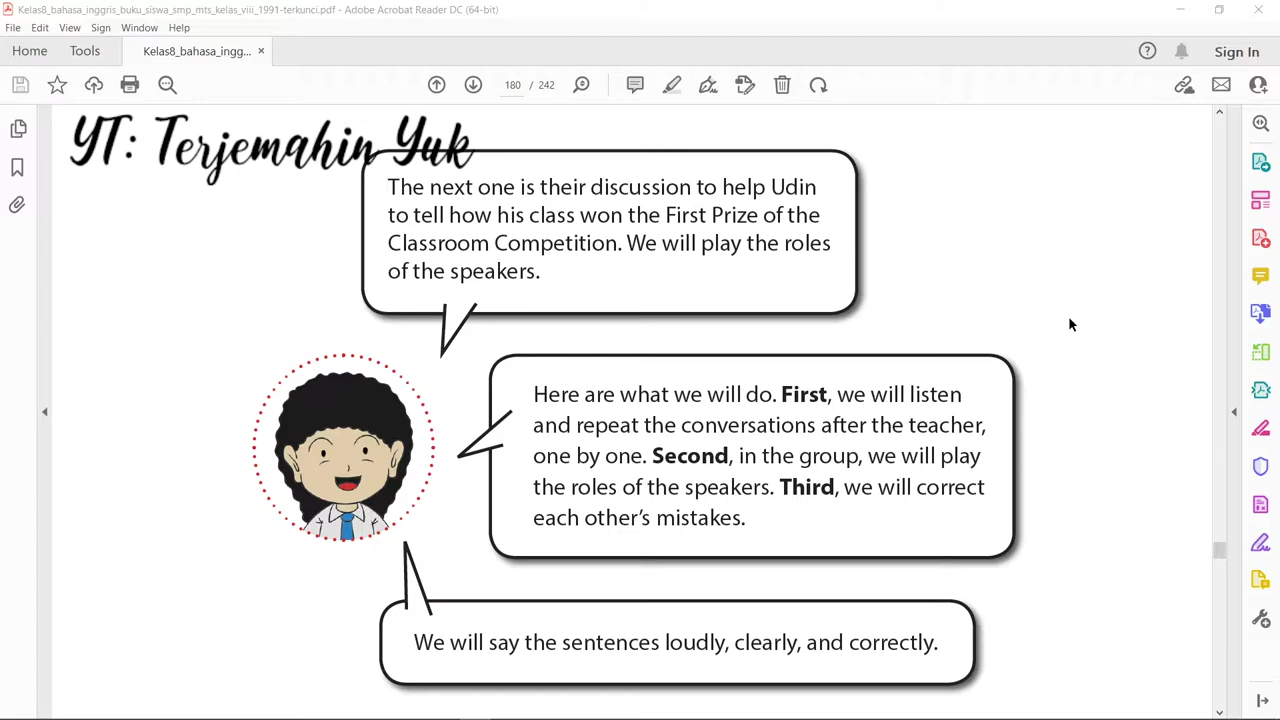 Kelas8_bahasa_inggris_buku_siswa_smp_mts_kelas_viii_1991-terkunci.pdf - Adobe Acrobat Reader DC (64-bit)
File Edit View Sign Window Help
Home Tools Kelas8_bahasa_ingg... × Sign In
180 / 242
YT: Terjemahin Yuk
The next one is their discussion to help Udin
to tell how his class won the First Prize of the
Classroom Competition. We will play the roles
of the speakers.
Here are what we will do. First, we will listen
and repeat the conversations after the teacher,
one by one. Second, in the group, we will play
the roles of the speakers. Third, we will correct
each other's mistakes.
We will say the sentences loudly, clearly, and correctly.